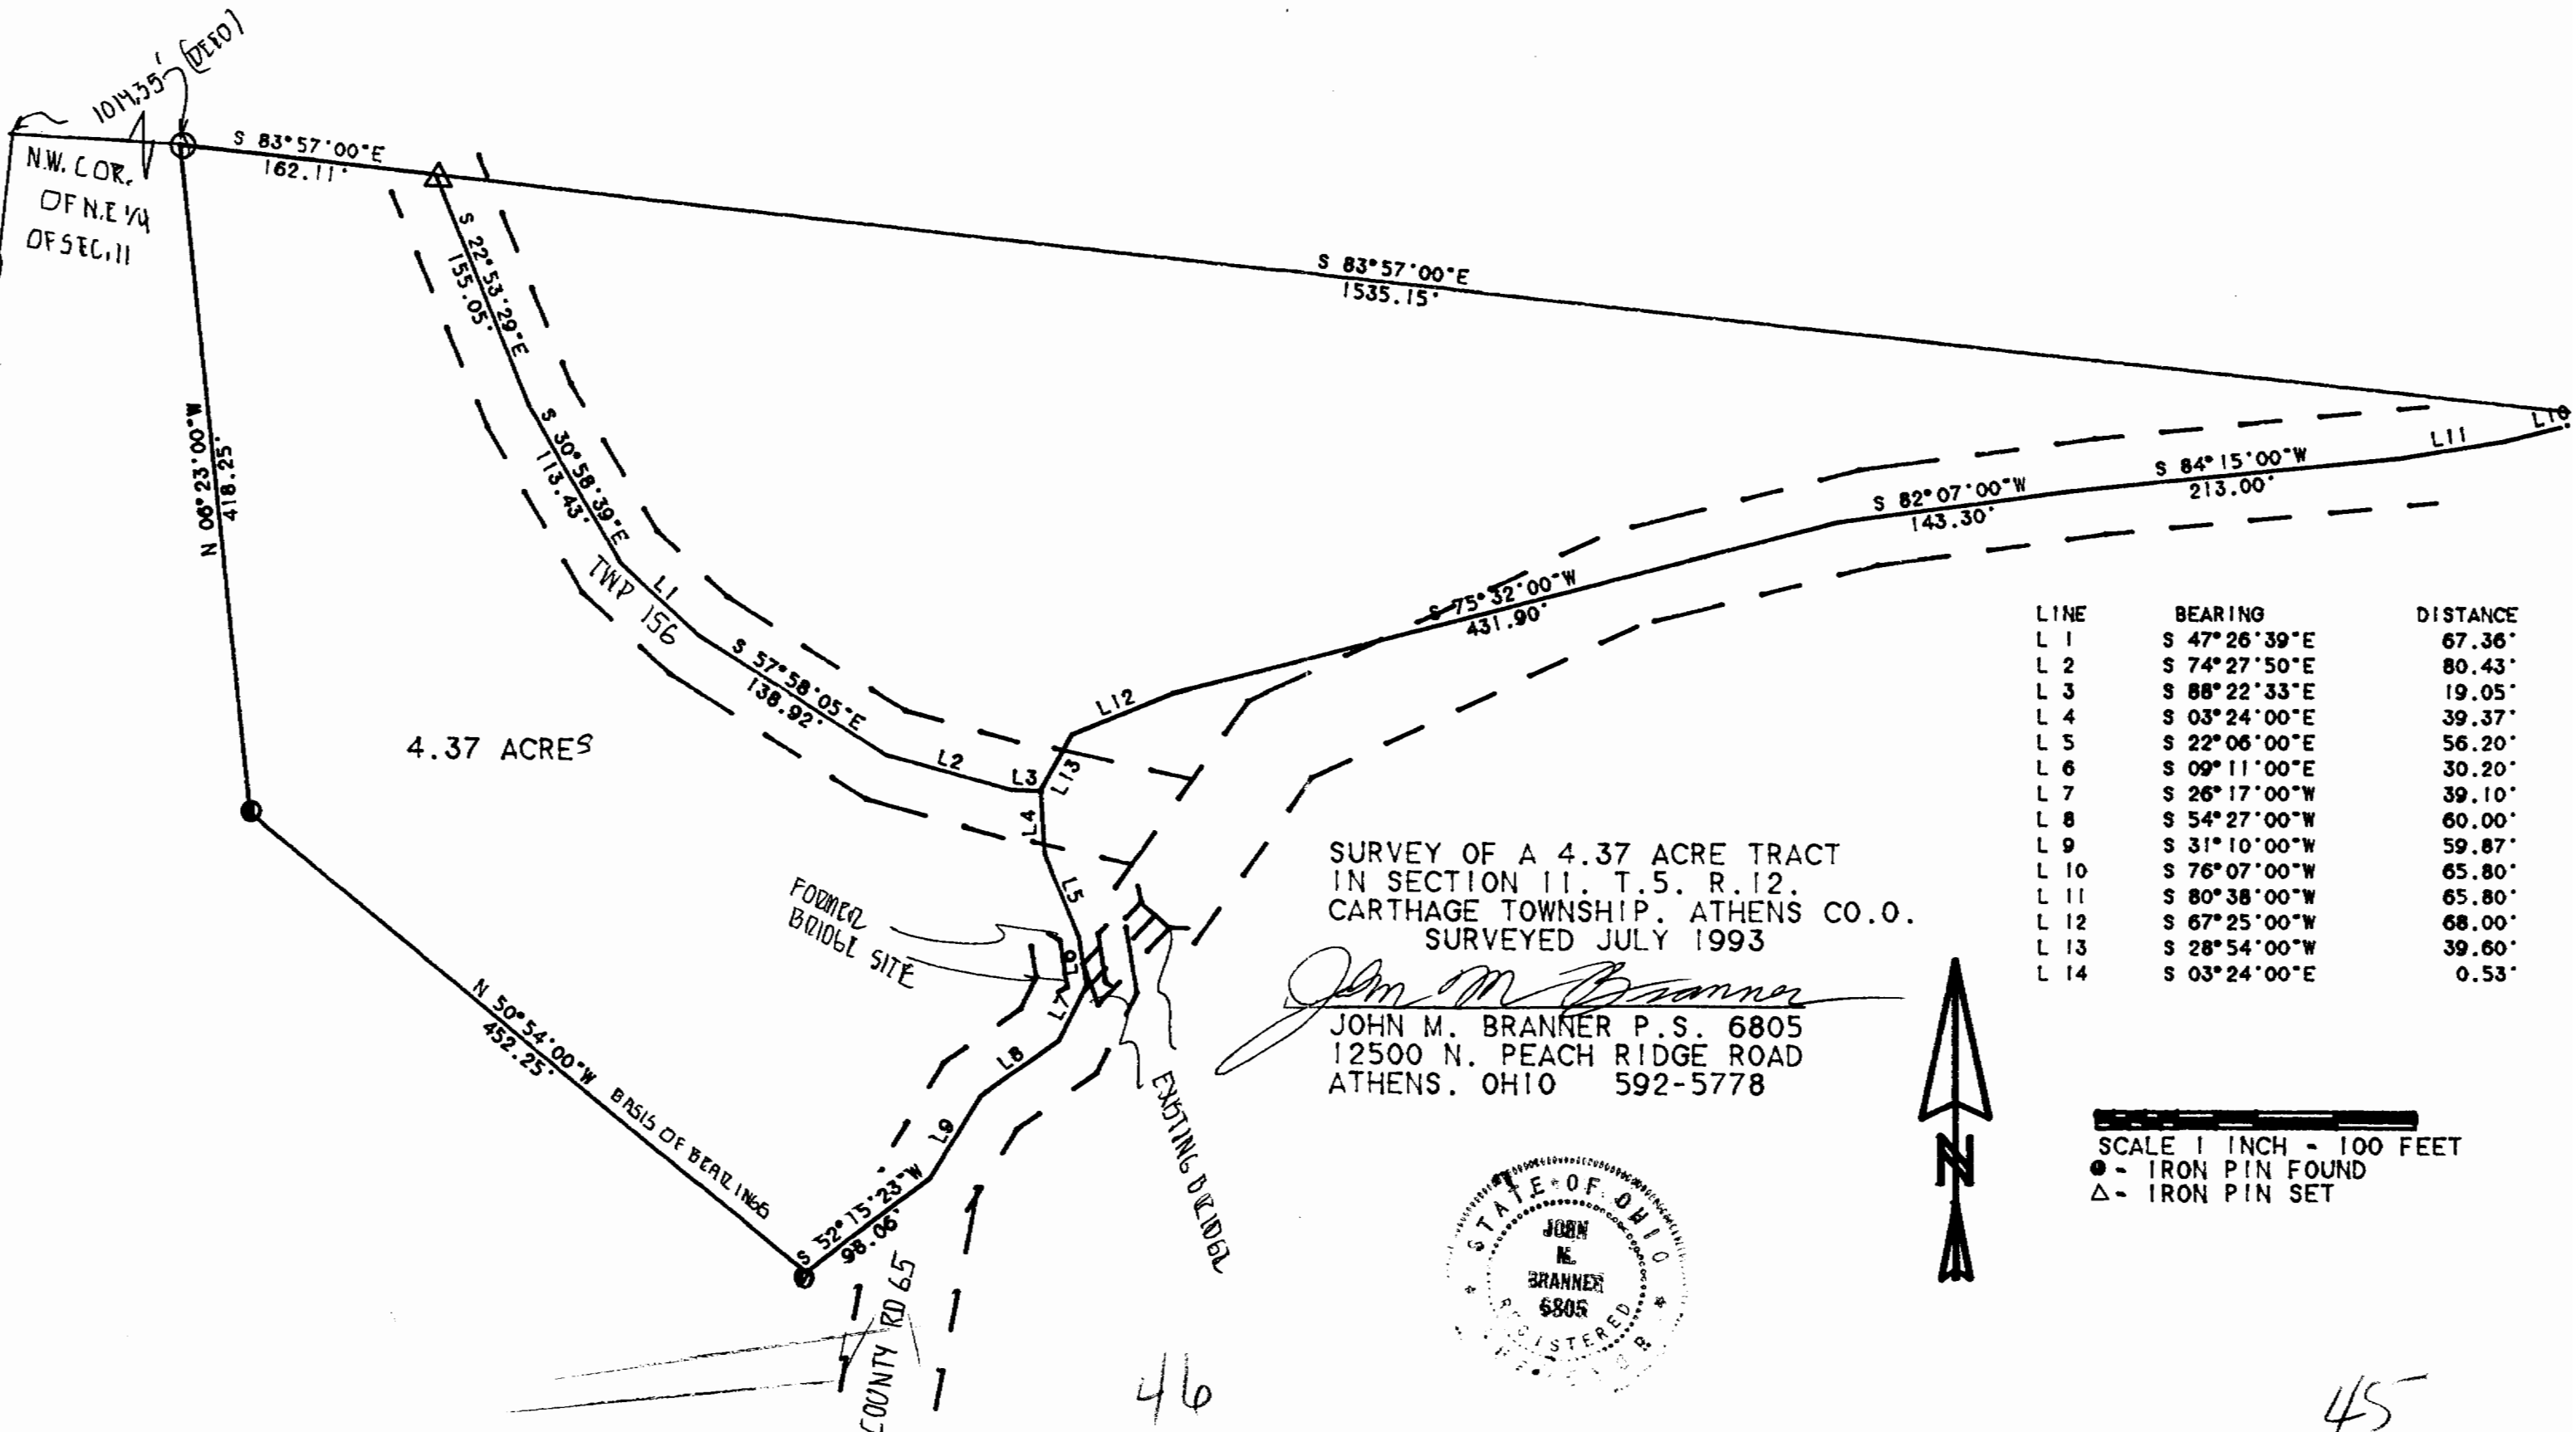 1014.35' (DEED)
N.W. COR.
OF N.E 1/4
OF SEC. 11
S 83°57'00"E
162.11'
S 83°57'00"E
1535.15'
S 22°53'29"E
155.05'
S 30°58'39"E
113.43'
TWP 156
L1
S 57°58'05"E
138.92'
L2
L3
L13
L12
S 75°32'00"W
431.90'
S 82°07'00"W
143.30'
S 84°15'00"W
213.00'
L11
L10
N 06°23'00"W
418.25'
4.37 ACRES
L4
L5
L6
L7
L8
L9
FORMER
BRIDGE SITE
EXISTING BRIDGE
N 50°54'00"W BASIS OF BEARINGS
452.25'
S 52°15'23"W
98.06'
COUNTY RD 65
LINE BEARING DISTANCE
L 1 S 47°26'39"E 67.36'
L 2 S 74°27'50"E 80.43'
L 3 S 88°22'33"E 19.05'
L 4 S 03°24'00"E 39.37'
L 5 S 22°06'00"E 56.20'
L 6 S 09°11'00"E 30.20'
L 7 S 26°17'00"W 39.10'
L 8 S 54°27'00"W 60.00'
L 9 S 31°10'00"W 59.87'
L 10 S 76°07'00"W 65.80'
L 11 S 80°38'00"W 65.80'
L 12 S 67°25'00"W 68.00'
L 13 S 28°54'00"W 39.60'
L 14 S 03°24'00"E 0.53'
SURVEY OF A 4.37 ACRE TRACT
IN SECTION 11. T.5. R.12.
CARTHAGE TOWNSHIP. ATHENS CO.O.
SURVEYED JULY 1993
John M Branner
JOHN M. BRANNER P.S. 6805
12500 N. PEACH RIDGE ROAD
ATHENS. OHIO 592-5778
N
SCALE 1 INCH - 100 FEET
- IRON PIN FOUND
- IRON PIN SET
STATE OF OHIO
JOHN
M.
BRANNER
6805
REGISTERED
46
45